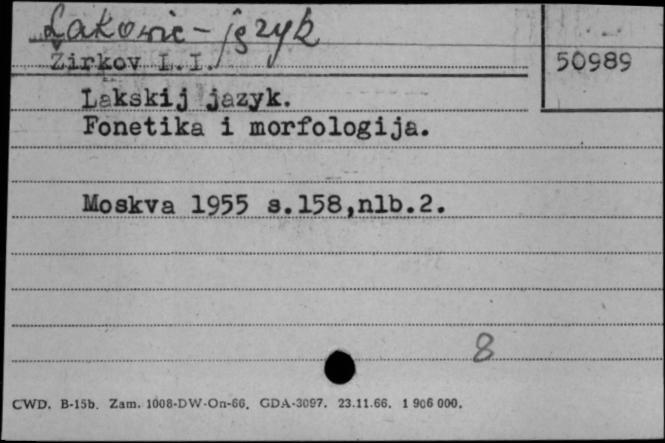 Lakowie - język
Žirkov L.I.
50989
Lakskij jazyk.
Fonetika i morfologija.
Moskva 1955 s.158,nlb.2.
8
CWD. B-15b. Zam. 1008-DW-On-66. GDA-3097. 23.11.66. 1 906 000.